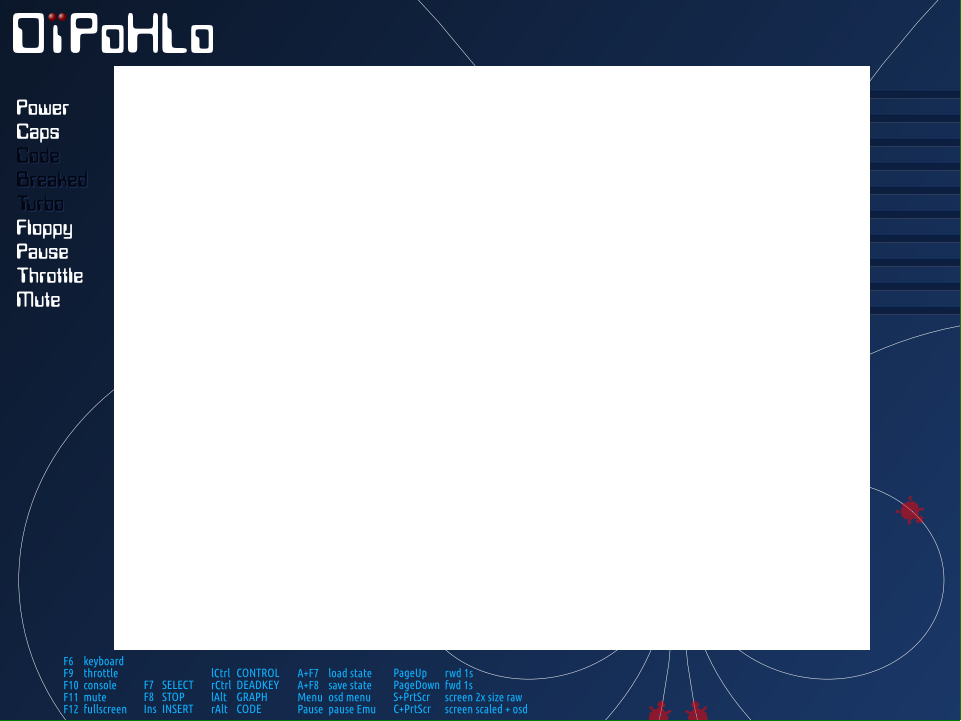 OïPoHLo
Power
Caps
Code
Breaked
Turbo
Floppy
Pause
Throttle
Mute
F6 keyboard
F9 throttle lCtrl CONTROL A+F7 load state PageUp rwd 1s
F10 console F7 SELECT rCtrl DEADKEY A+F8 save state PageDown fwd 1s
F11 mute F8 STOP lAlt GRAPH Menu osd menu S+PrtScr screen 2x size raw
F12 fullscreen Ins INSERT rAlt CODE Pause pause Emu C+PrtScr screen scaled + osd